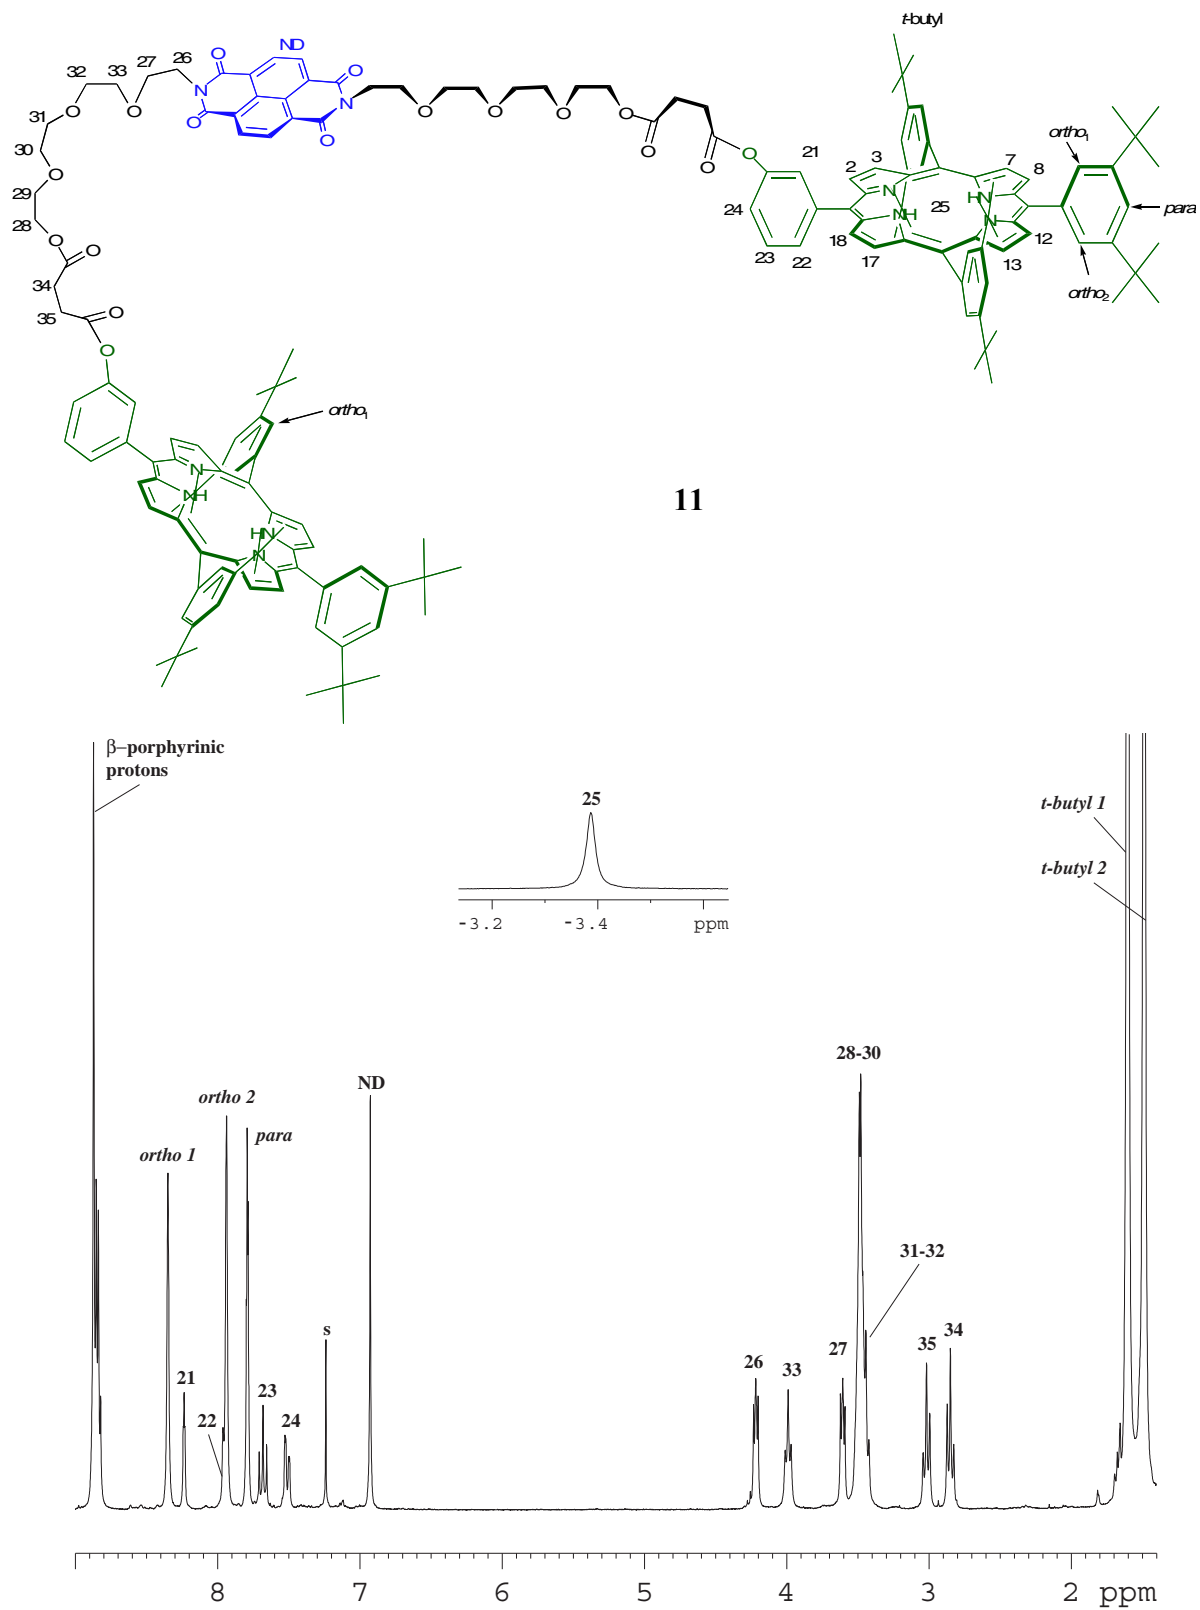 t-butyl
ND
26
27
33
32
O
O
N
O
O
O
O
N
O
O
O
O
O
O
31
30
O
29
28
O
O
34
35
O
O
O
O
O
21
2
3
7
8
ortho1
N
HN
NH
25
N
24
23
22
18
17
13
12
para
ortho2
ortho1
N
NH
HN
N
11
β–porphyrinic
protons
25
-3.2
-3.4
ppm
t-butyl 1
t-butyl 2
28-30
ND
ortho 2
para
ortho 1
31-32
s
21
22
23
24
26
33
27
35
34
8
7
6
5
4
3
2
ppm